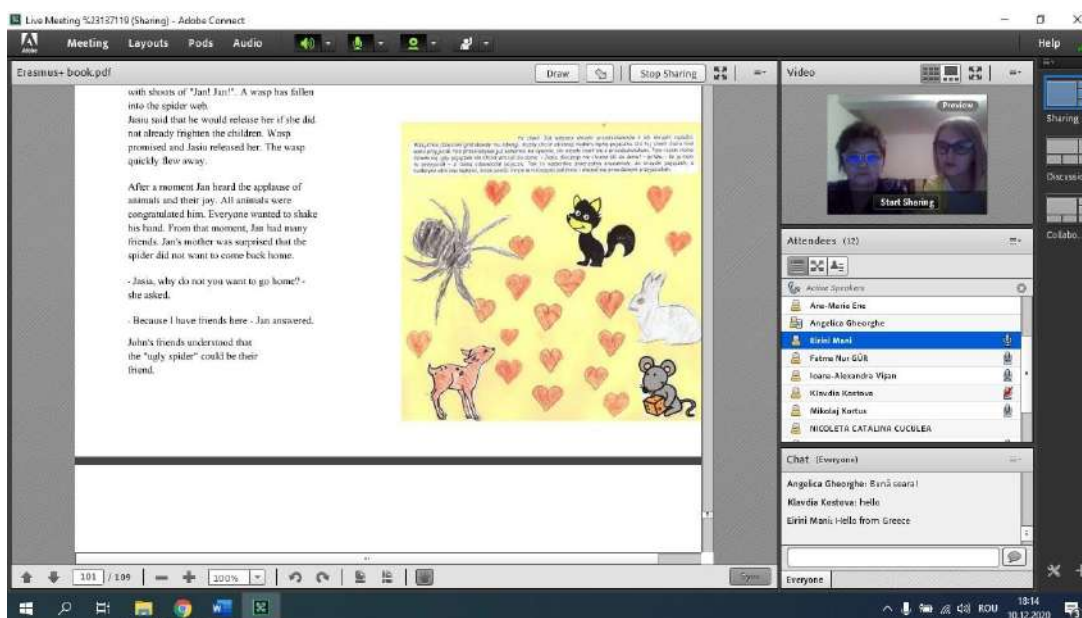 Live Meeting %23137119 (Sharing) - Adobe Connect
Adobe
Meeting Layouts Pods Audio
Help
Erasmus+ book.pdf
Draw
Stop Sharing
with shouts of "Jan! Jan!". A wasp has fallen
into the spider web.
Jasiu said that he would release her if she did
not already frighten the children. Wasp
promised and Jasiu released her. The wasp
quickly flew away.
After a moment Jan heard the applause of
animals and their joy. All animals were
congratulated him. Everyone wanted to shake
his hand. From that moment, Jan had many
friends. Jan's mother was surprised that the
spider did not want to come back home.
- Jasia, why do not you want to go home? -
she asked.
- Because I have friends here - Jan answered.
John's friends understood that
the "ugly spider" could be their
friend.
101 / 109
100%
Sync
Video
Preview
Start Sharing
Attendees (12)
Active Speakers
Ana-Maria Ene
Angelica Gheorghe
Eirini Mani
Fatma Nur GÜR
Ioana-Alexandra Vișan
Klavdia Kostova
Mikolaj Kortus
NICOLETA CATALINA CUCULEA
Chat (Everyone)
Angelica Gheorghe: Bună seara!
Klavdia Kostova: hello
Eirini Mani: Hello from Greece
Everyone
Sharing
Discussio
Collabo..
ROU
18:14
10.12.2020